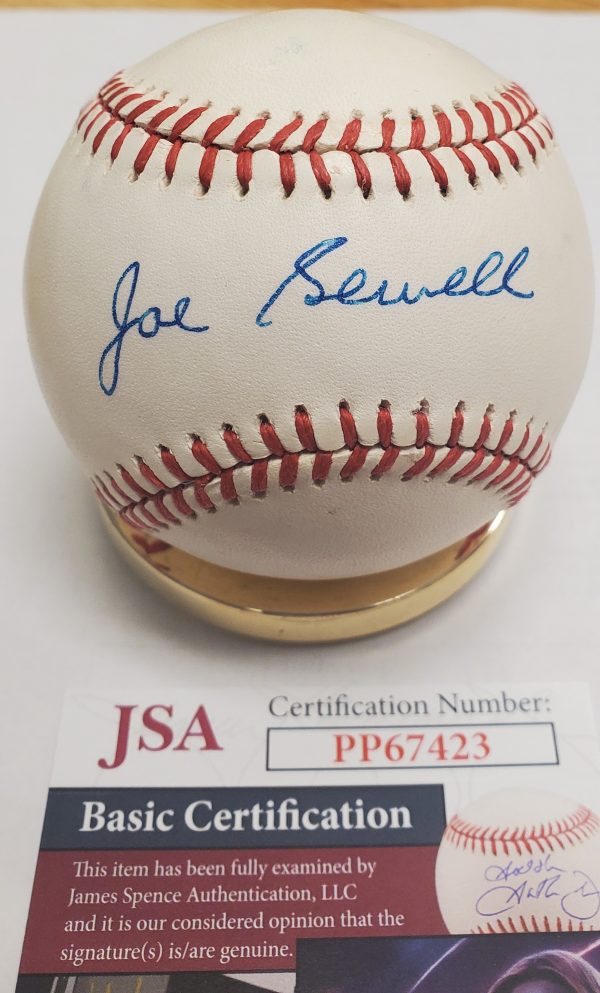 Joe Sewell
JSA
Certification Number:
PP67423
Basic Certification
This item has been fully examined by
James Spence Authentication, LLC
and it is our considered opinion that the
signature(s) is/are genuine.